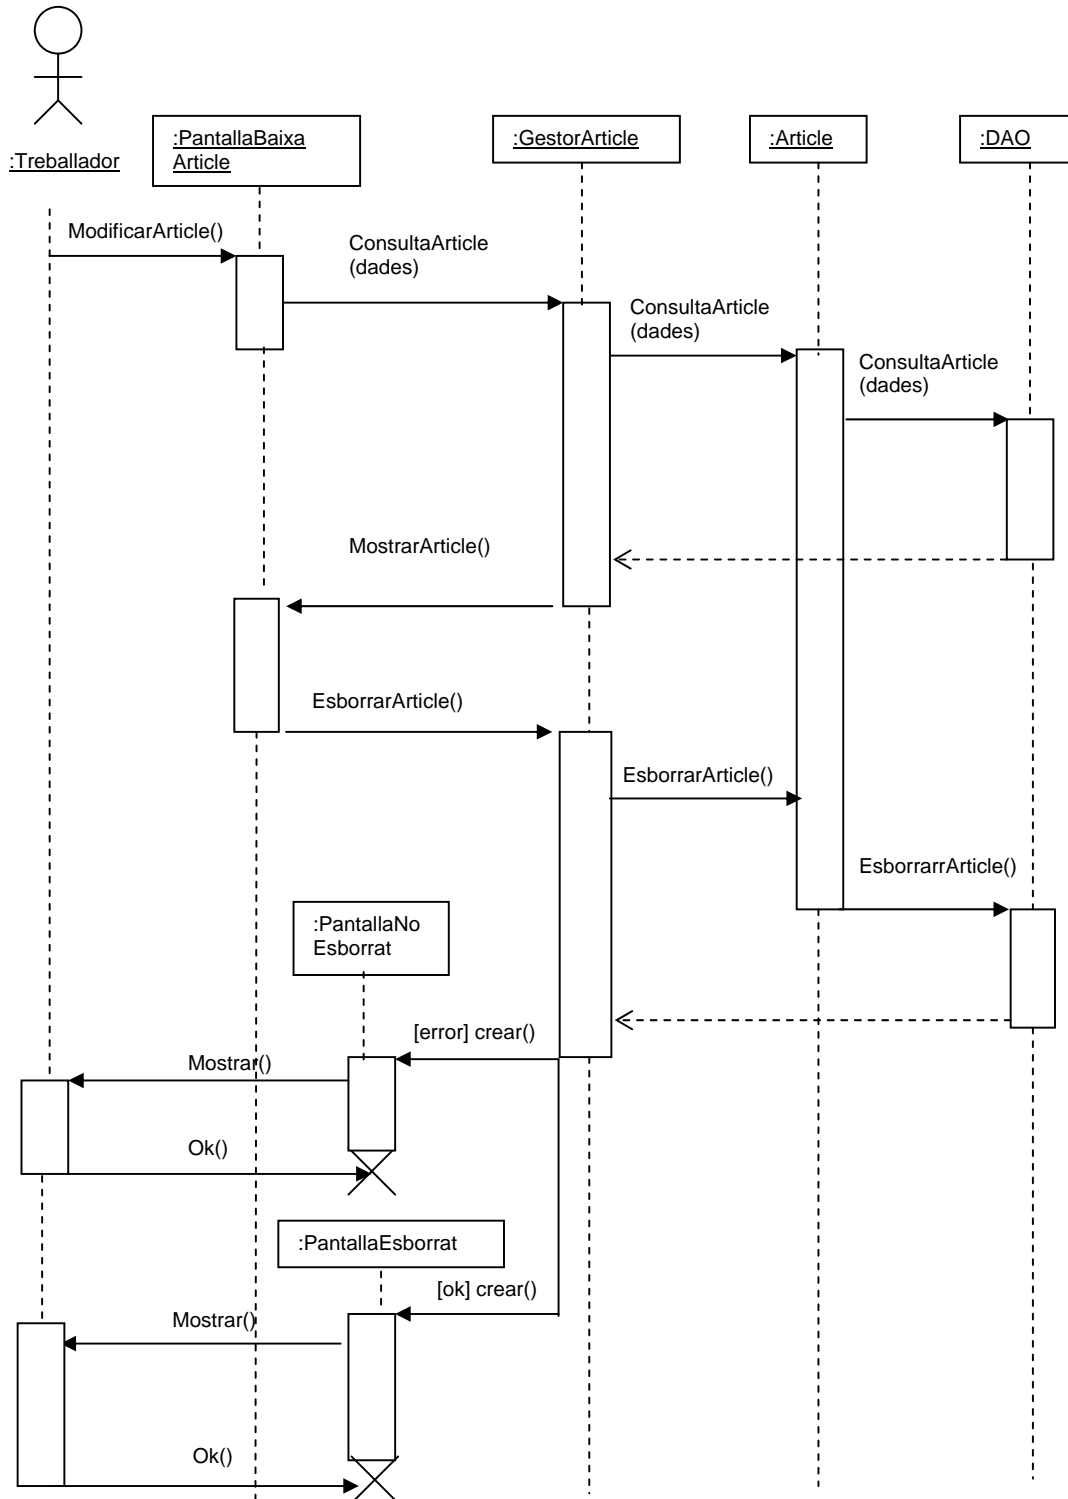 :Treballador
:PantallaBaixa
Article
:GestorArticle
:Article
:DAO
ModificarArticle()
ConsultaArticle
(dades)
ConsultaArticle
(dades)
ConsultaArticle
(dades)
MostrarArticle()
EsborrarArticle()
EsborrarArticle()
EsborrarrArticle()
:PantallaNo
Esborrat
[error] crear()
Mostrar()
Ok()
:PantallaEsborrat
[ok] crear()
Mostrar()
Ok()